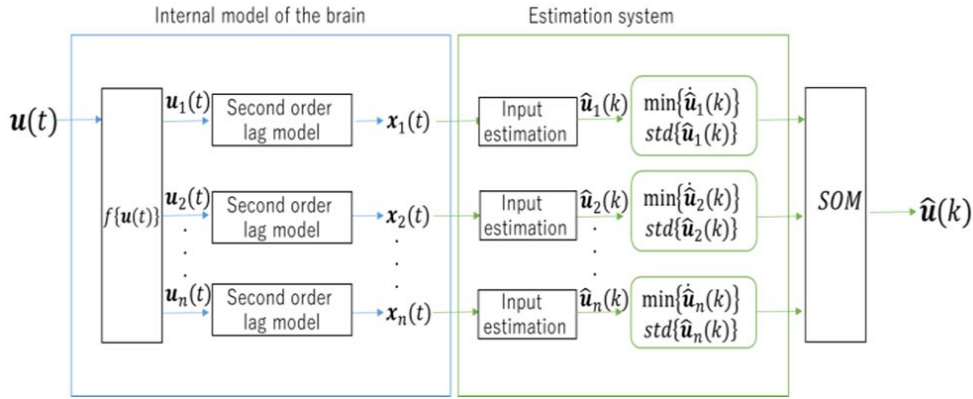 Internal model of the brain
Estimation system
u(t)
f{u(t)}
u₁(t)
Second order
lag model
x₁(t)
Input
estimation
û₁(k)
min{û̇₁(k)}
std{û₁(k)}
u₂(t)
Second order
lag model
x₂(t)
Input
estimation
û₂(k)
min{û̇₂(k)}
std{û₂(k)}
uₙ(t)
Second order
lag model
xₙ(t)
Input
estimation
ûₙ(k)
min{û̇ₙ(k)}
std{ûₙ(k)}
SOM
û(k)